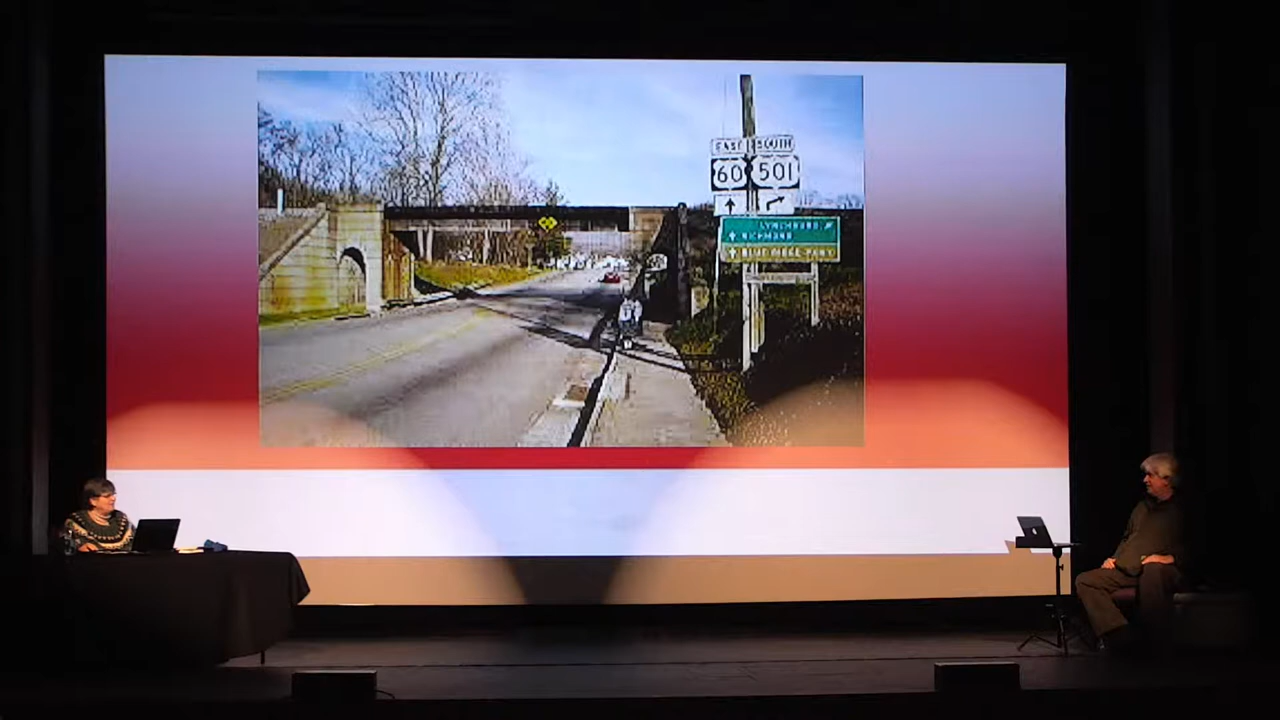 EAST SOUTH
60 501
LYNCHBURG
RICHMOND
BLUE RIDGE PKWY